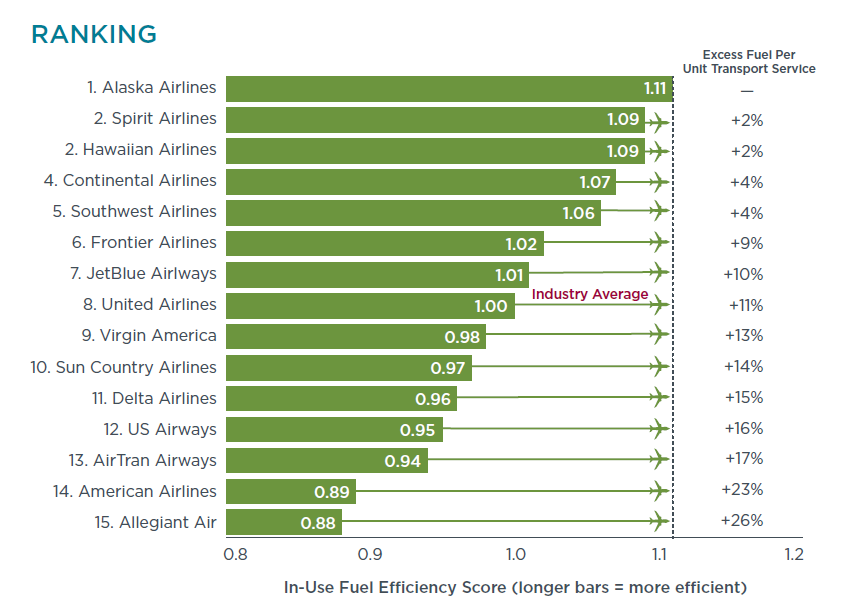 RANKING
Excess Fuel Per
Unit Transport Service
1. Alaska Airlines 1.11 —
2. Spirit Airlines 1.09 +2%
2. Hawaiian Airlines 1.09 +2%
4. Continental Airlines 1.07 +4%
5. Southwest Airlines 1.06 +4%
6. Frontier Airlines 1.02 +9%
7. JetBlue Airlways 1.01 +10%
Industry Average
8. United Airlines 1.00 +11%
9. Virgin America 0.98 +13%
10. Sun Country Airlines 0.97 +14%
11. Delta Airlines 0.96 +15%
12. US Airways 0.95 +16%
13. AirTran Airways 0.94 +17%
14. American Airlines 0.89 +23%
15. Allegiant Air 0.88 +26%
0.8 0.9 1.0 1.1 1.2
In-Use Fuel Efficiency Score (longer bars = more efficient)